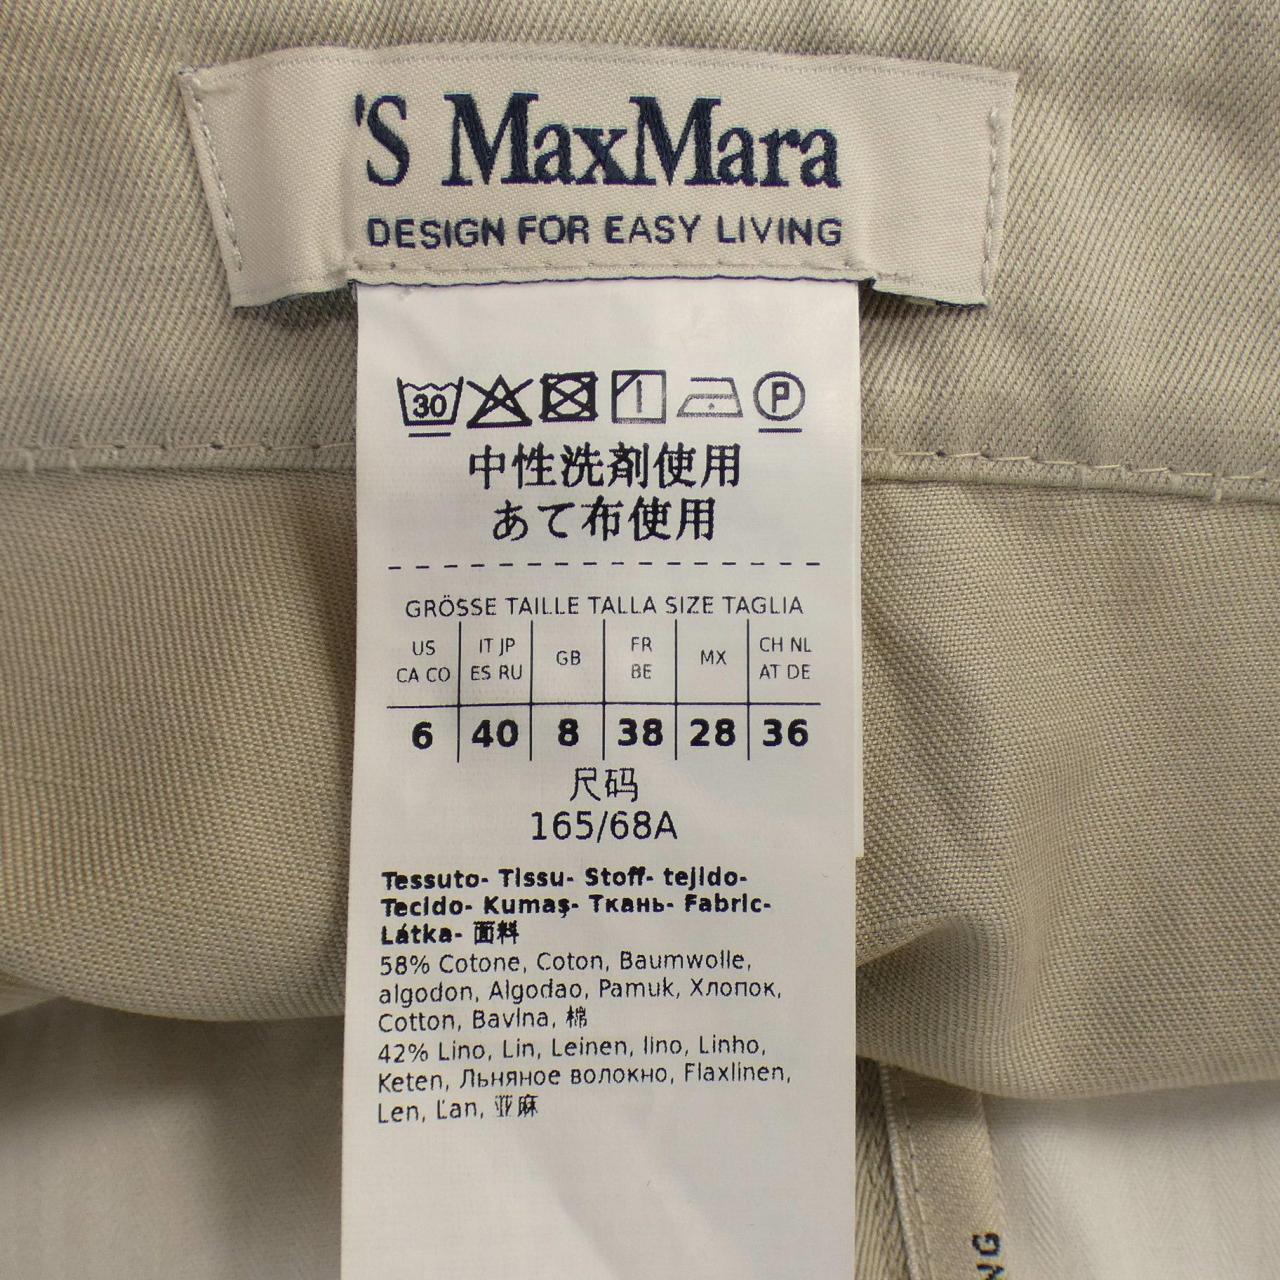 'S MaxMara
DESIGN FOR EASY LIVING
30 P
中性洗剤使用
あて布使用
GRÖSSE TAILLE TALLA SIZE TAGLIA
US CA CO IT JP ES RU GB FR BE MX CH NL AT DE
6 40 8 38 28 36
尺码
165/68A
Tessuto- Tissu- Stoff- tejido-
Tecido- Kumaş- Ткань- Fabric-
Látka- 面料
58% Cotone, Coton, Baumwolle,
algodon, Algodao, Pamuk, Хлопок,
Cotton, Bavlna, 棉
42% Lino, Lin, Leinen, lino, Linho,
Keten, Льняное волокно, Flaxlinen,
Len, Ľan, 亚麻
NG